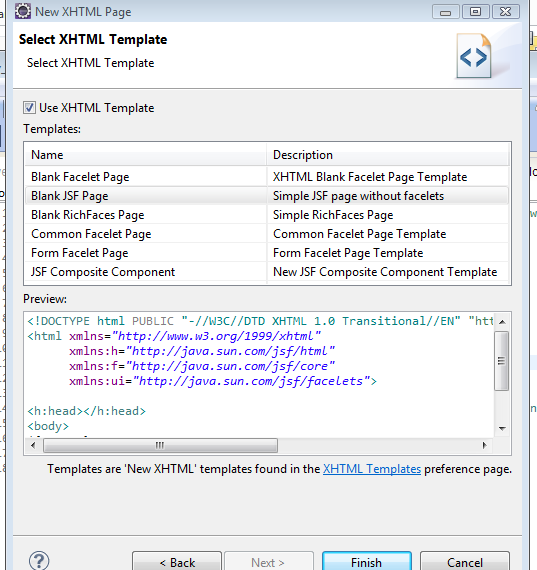 New XHTML Page
Select XHTML Template
Select XHTML Template
Use XHTML Template
Templates:
Name Description
Blank Facelet Page XHTML Blank Facelet Page Template
Blank JSF Page Simple JSF page without facelets
Blank RichFaces Page Simple RichFaces Page
Common Facelet Page Common Facelet Page Template
Form Facelet Page Form Facelet Page Template
JSF Composite Component New JSF Composite Component Template
Preview:
<!DOCTYPE html PUBLIC "-//W3C//DTD XHTML 1.0 Transitional//EN" "htt
<html xmlns="http://www.w3.org/1999/xhtml"
xmlns:h="http://java.sun.com/jsf/html"
xmlns:f="http://java.sun.com/jsf/core"
xmlns:ui="http://java.sun.com/jsf/facelets">
<h:head></h:head>
<body>
Templates are 'New XHTML' templates found in the XHTML Templates preference page.
? < Back Next > Finish Cancel